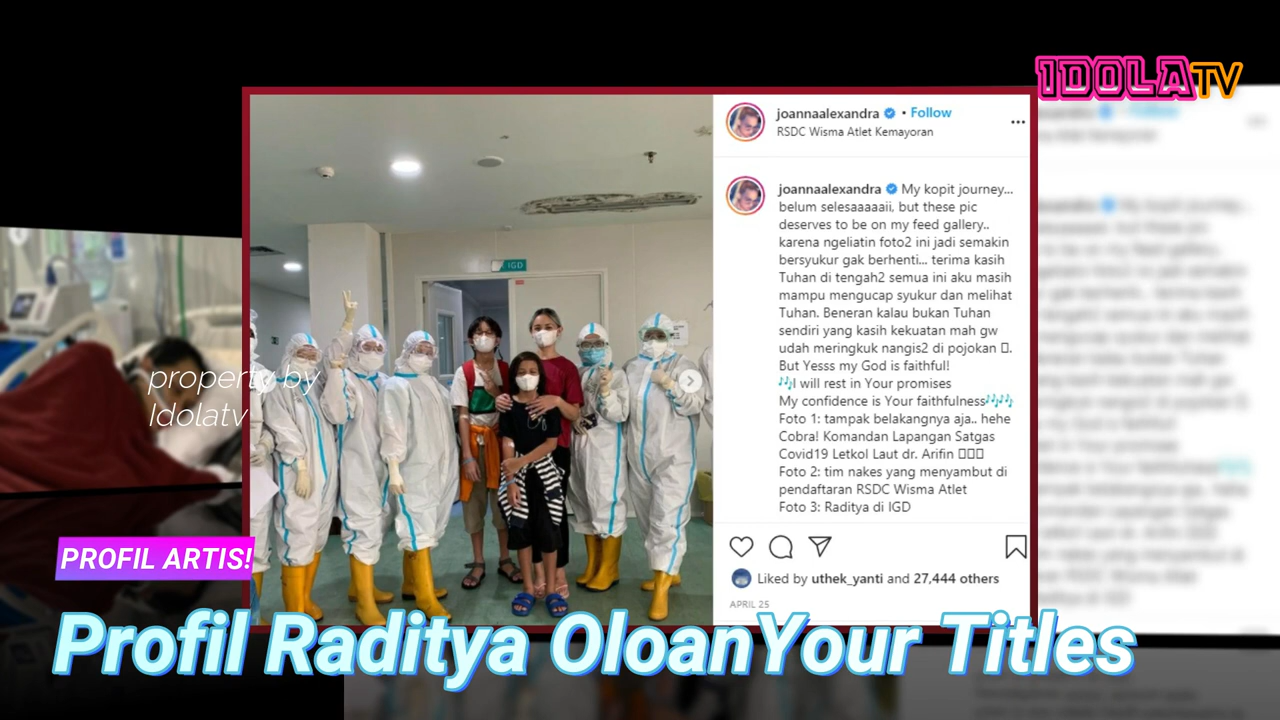 IDOLATV
joannaalexandra • Follow
RSDC Wisma Atlet Kemayoran
joannaalexandra My kopit journey...
belum selesaaaaaii, but these pic
deserves to be on my feed gallery..
karena ngeliatin foto2 ini jadi semakin
bersyukur gak berhenti... terima kasih
Tuhan di tengah2 semua ini aku masih
mampu mengucap syukur dan melihat
Tuhan. Beneran kalau bukan Tuhan
sendiri yang kasih kekuatan mah gw
udah meringkuk nangis2 di pojokan.
But Yesss my God is faithful!
🎶I will rest in Your promises
My confidence is Your faithfulness🎶🎶
Foto 1: tampak belakangnya aja.. hehe
Cobra! Komandan Lapangan Satgas
Covid19 Letkol Laut dr. Arifin
Foto 2: tim nakes yang menyambut di
pendaftaran RSDC Wisma Atlet
Foto 3: Raditya di IGD
Liked by uthek_yanti and 27,444 others
APRIL 25
IGD
property by
Idolatv
PROFIL ARTIS!
Profil Raditya OloanYour Titles